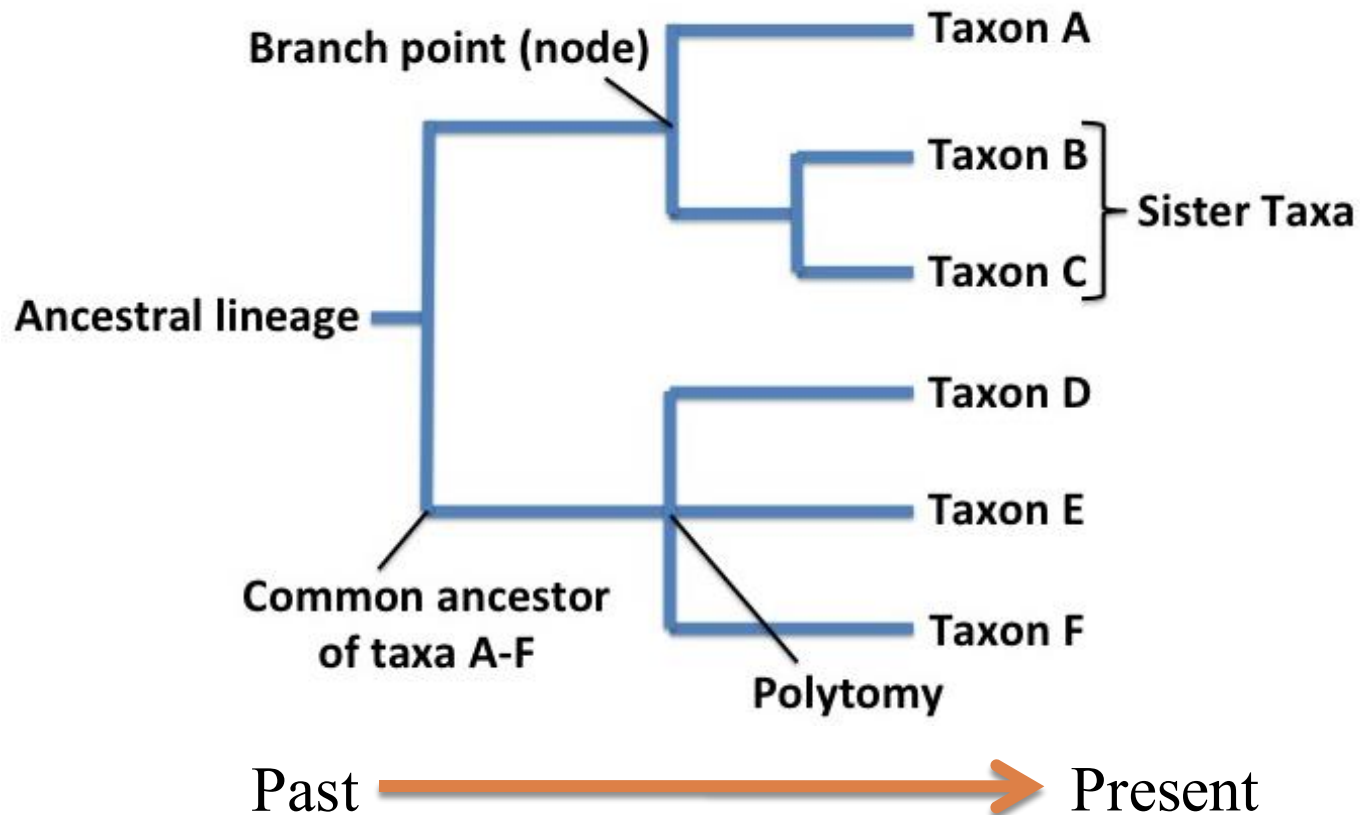 Taxon A
Branch point (node)
Taxon B
Sister Taxa
Taxon C
Ancestral lineage
Taxon D
Taxon E
Common ancestor
of taxa A-F
Taxon F
Polytomy
Past
Present